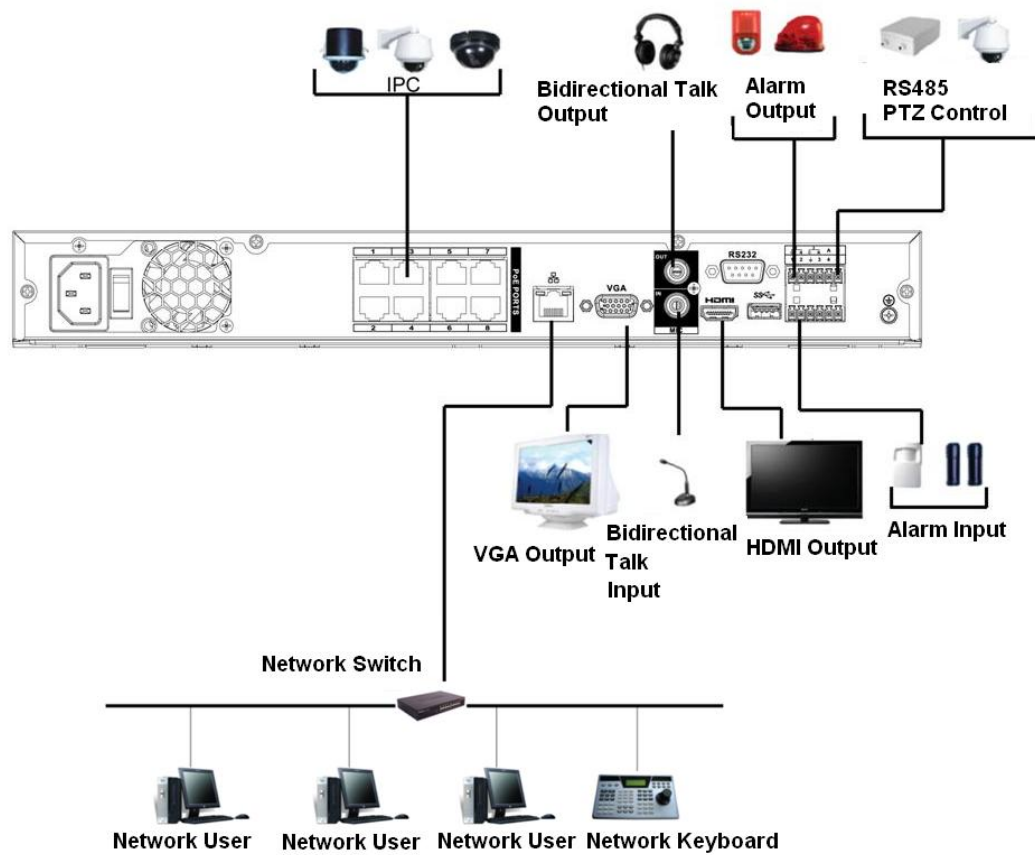 IPC
Bidirectional Talk
Output
Alarm
Output
RS485
PTZ Control
1 3 5 7
2 4 6 8
PoE PORTS
VGA
OUT
IN
MIC
RS232
HDMI
SS
A
VGA Output
Bidirectional
Talk
Input
HDMI Output
Alarm Input
Network Switch
Network User
Network User
Network User
Network Keyboard